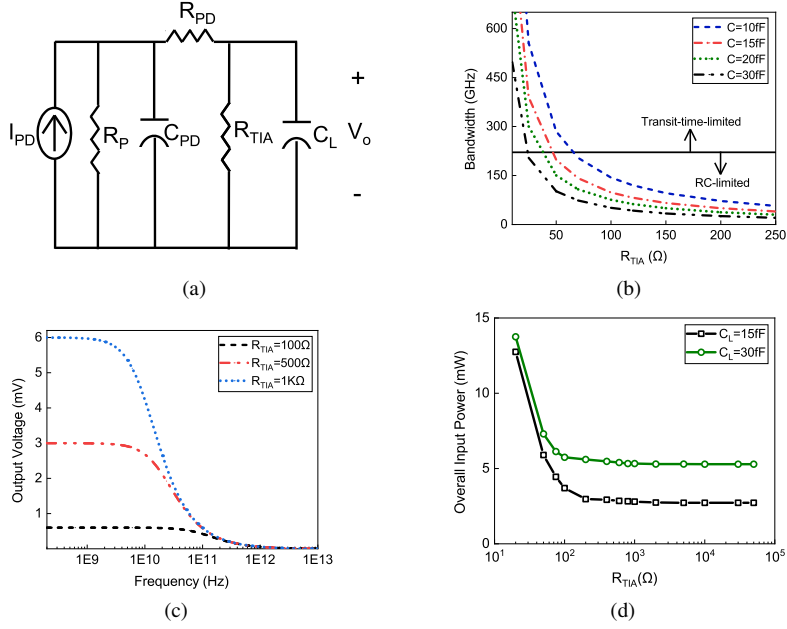 R_PD
I_PD
R_P
C_PD
R_TIA
C_L
+
V_o
-
(a)
Bandwidth (GHz)
600
450
300
150
0
0
50
100
150
200
250
R_TIA (Ω)
C=10fF
C=15fF
C=20fF
C=30fF
Transit-time-limited
RC-limited
(b)
Output Voltage (mV)
6
5
4
3
2
1
1E9
1E10
1E11
1E12
1E13
Frequency (Hz)
R_TIA=100Ω
R_TIA=500Ω
R_TIA=1KΩ
(c)
Overall Input Power (mW)
15
10
5
0
10^1
10^2
10^3
10^4
10^5
R_TIA(Ω)
C_L=15fF
C_L=30fF
(d)